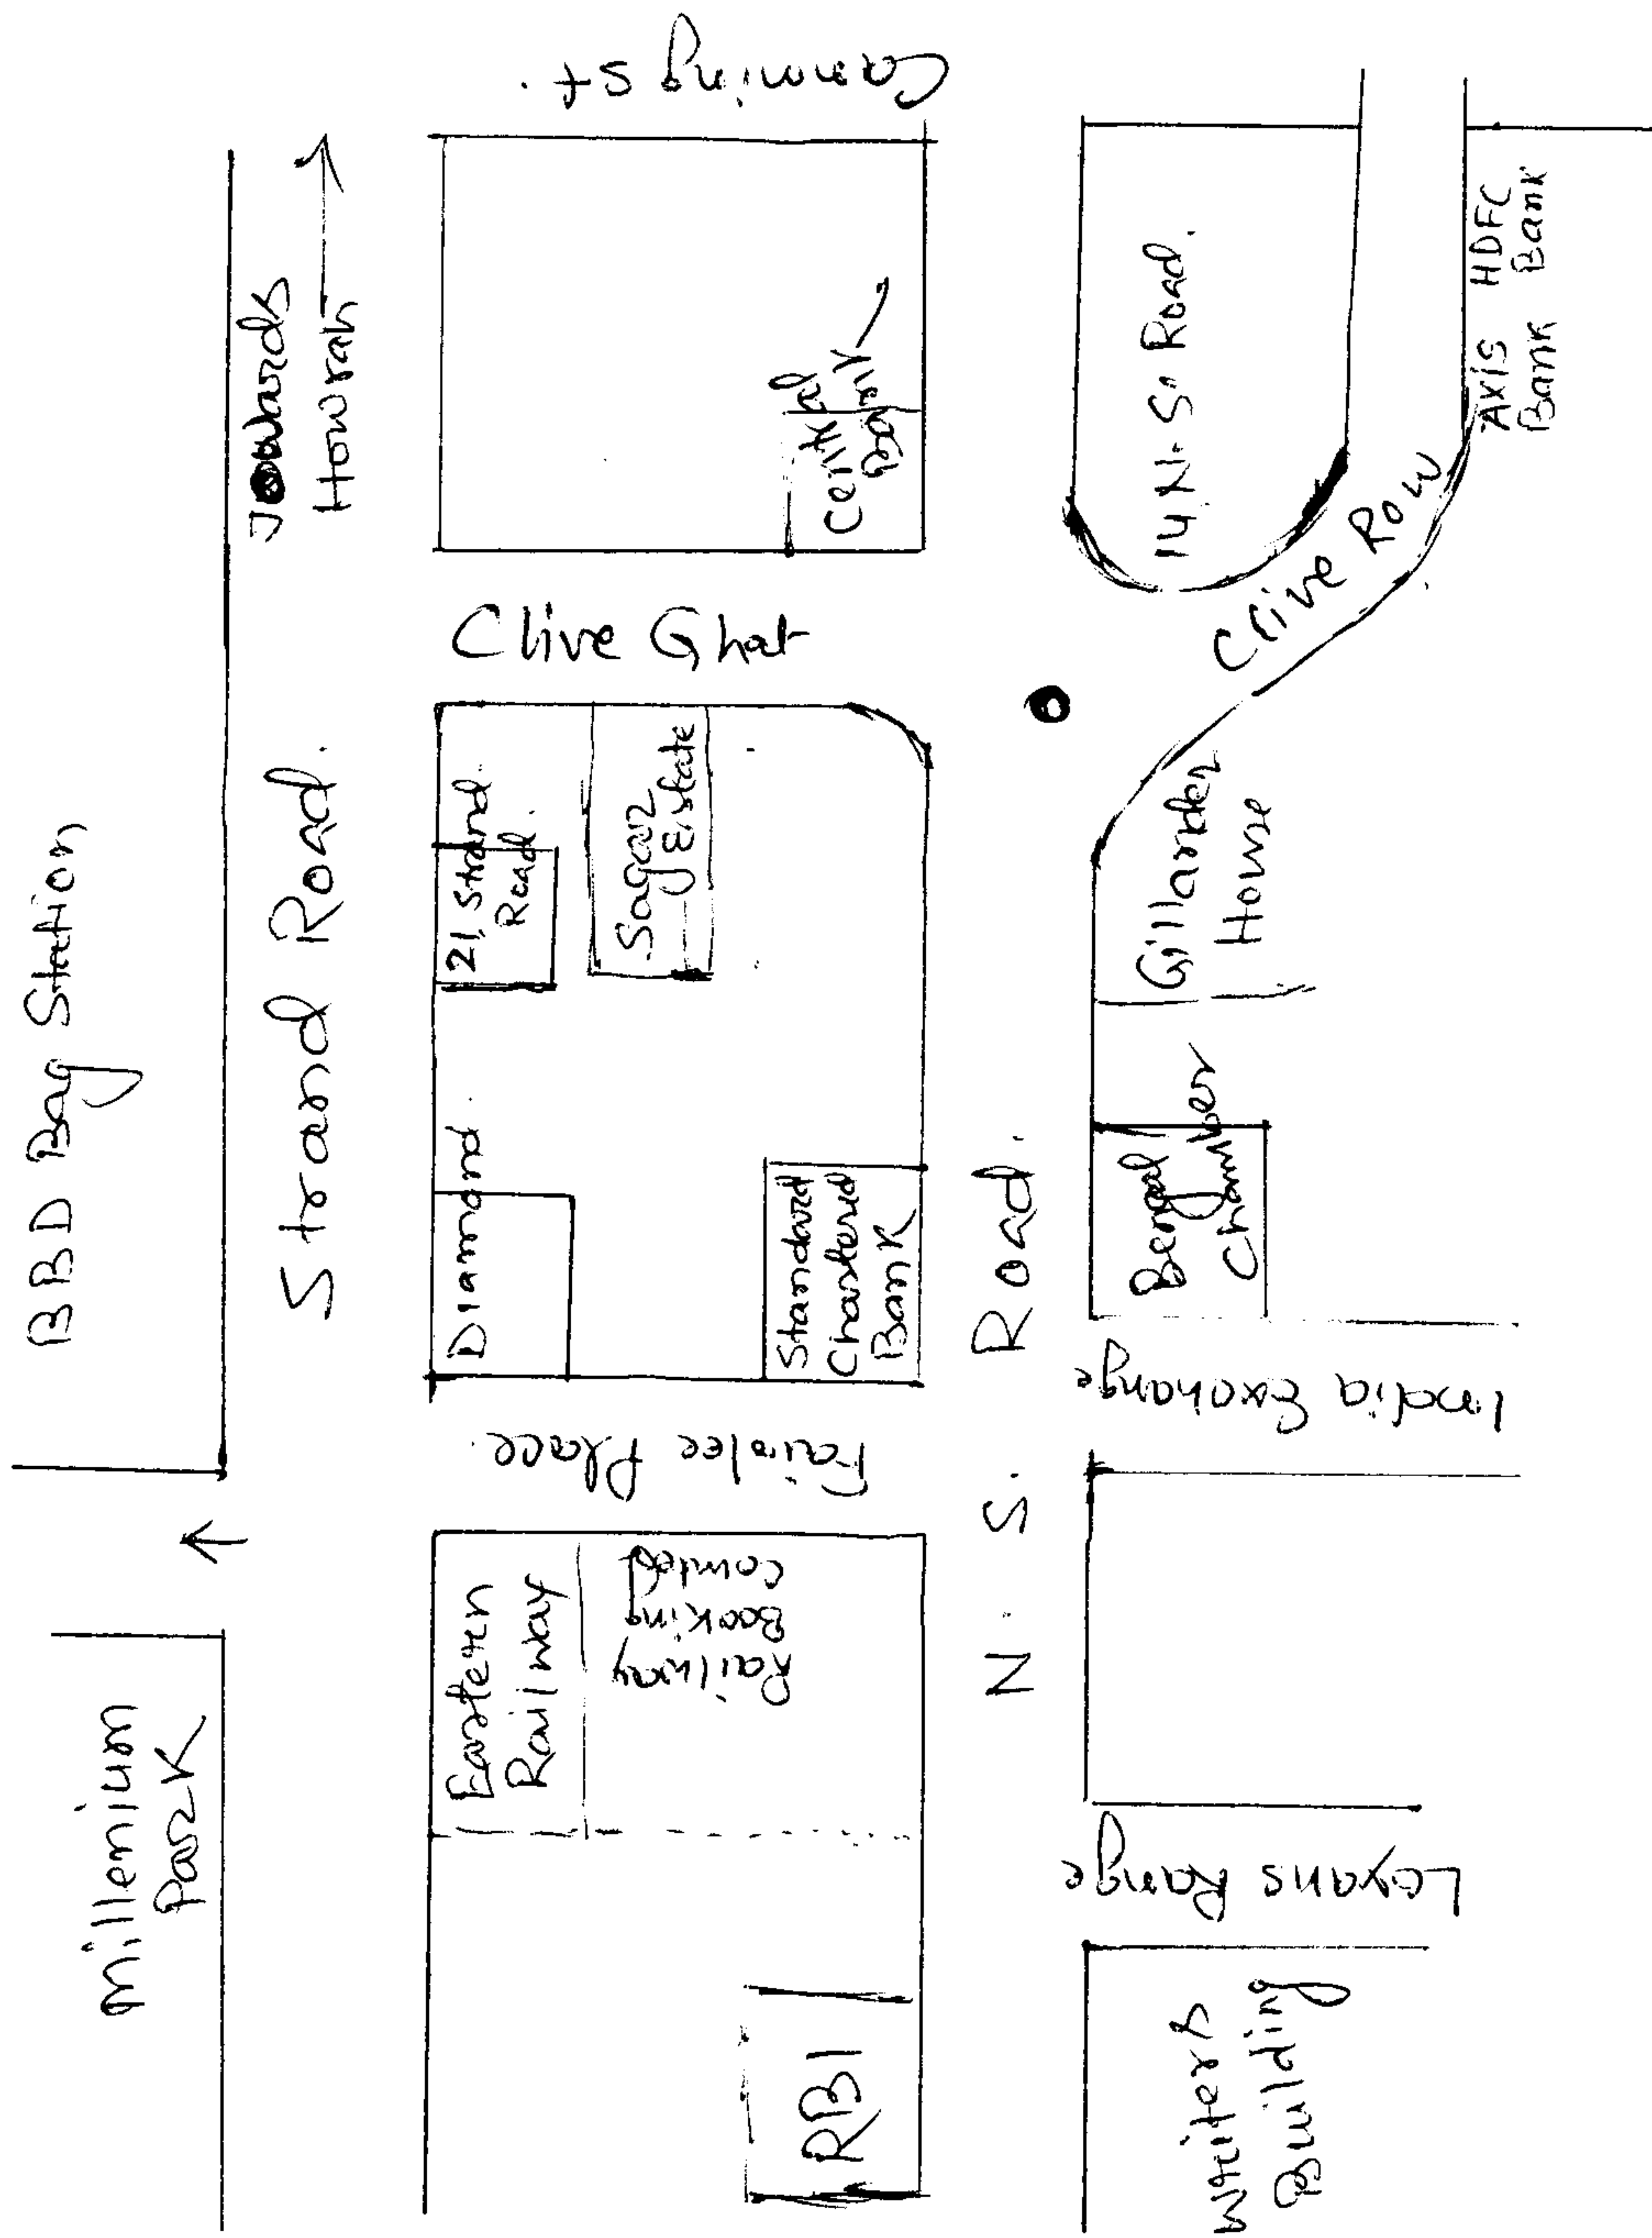 BBD Bag Station
Millenium
Park
Towards
Howrah
Strand Road.
Canning St.
Clive Ghat
Central
Bank
21, Strand
Road.
Sagar
Estate
Diamond.
Standard
Chartered
Bank
Fairlee Place.
Eastern
Railway
Railway
Booking
Counter
RBI
N. S. Road.
14 N. S. Road.
Clive Row
AXIS
Bank
HDFC
Bank
Gillander
House
Bengal
Chamber
India Exchange
Loyans Range
Writers
Building